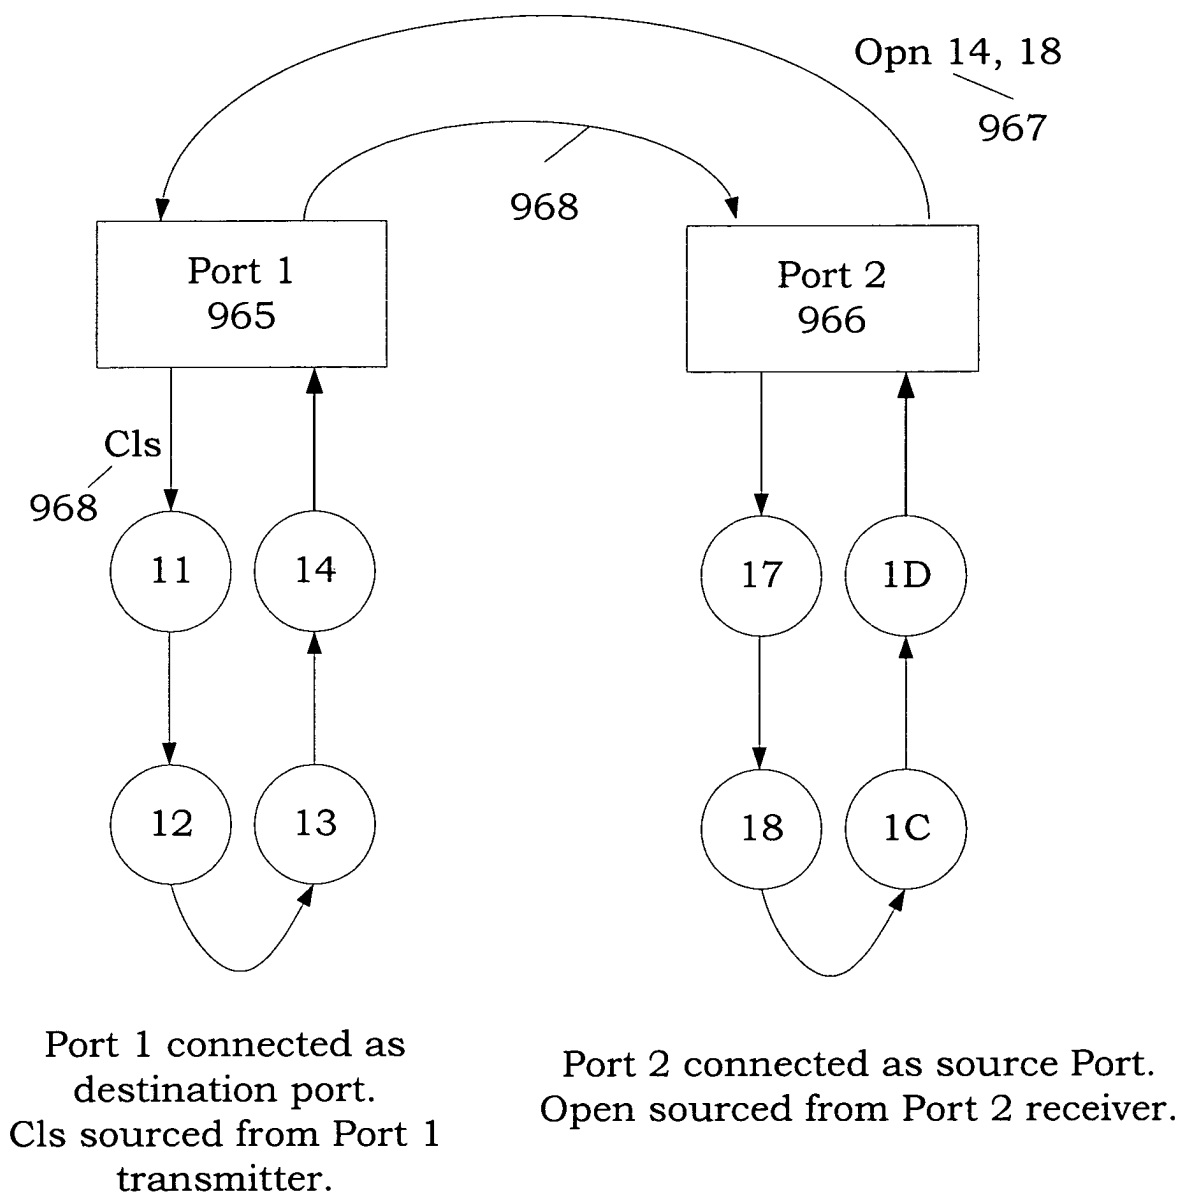 Opn 14, 18
967
968
Port 1
965
Port 2
966
Cls
968
11
14
17
1D
12
13
18
1C
Port 1 connected as
destination port.
Cls sourced from Port 1
transmitter.
Port 2 connected as source Port.
Open sourced from Port 2 receiver.